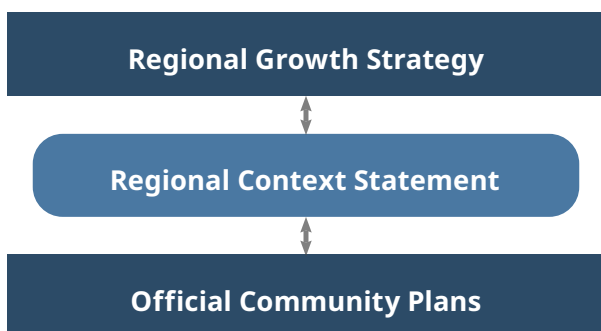 Regional Growth Strategy
Regional Context Statement
Official Community Plans